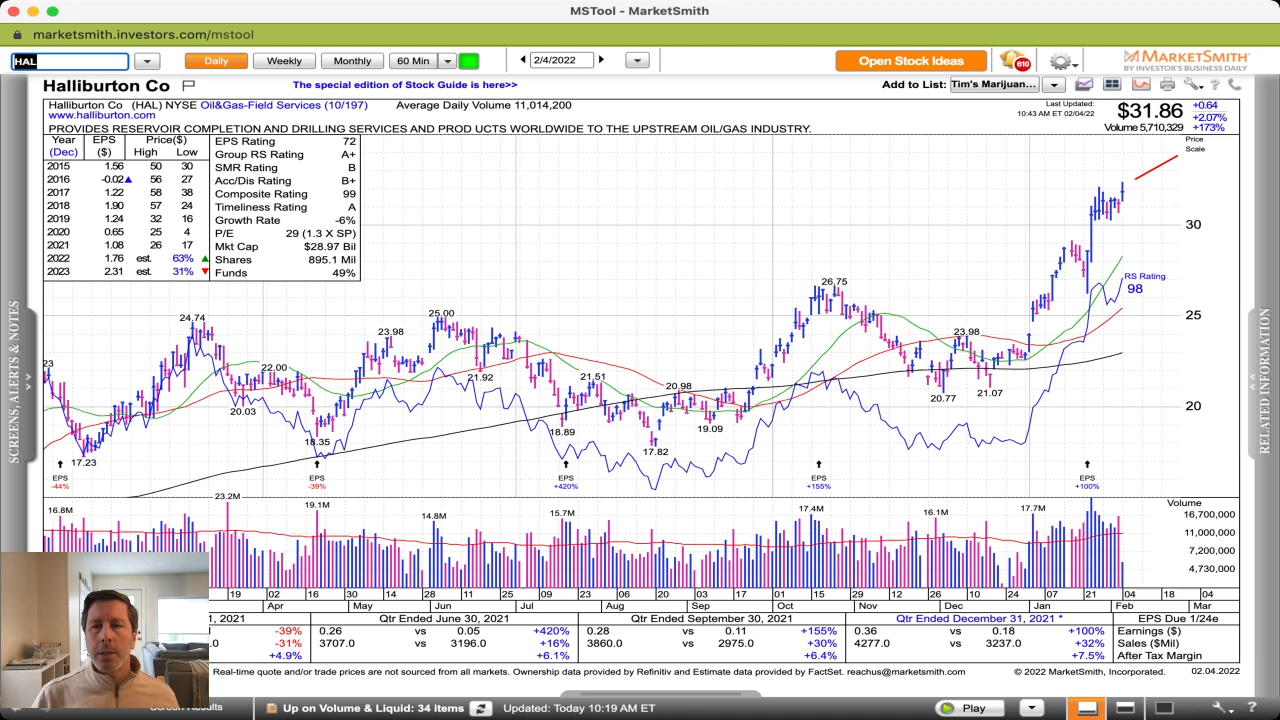 MSTool - MarketSmith
marketsmith.investors.com/mstool
HAL Daily Weekly Monthly 60 Min 2/4/2022 Open Stock Ideas 610 MARKETSMITH
BY INVESTOR'S BUSINESS DAILY
Halliburton Co The special edition of Stock Guide is here>> Add to List: Tim's Marijuan...
Halliburton Co (HAL) NYSE Oil&Gas-Field Services (10/197) Average Daily Volume 11,014,200
www.halliburton.com
PROVIDES RESERVOIR COMPLETION AND DRILLING SERVICES AND PROD UCTS WORLDWIDE TO THE UPSTREAM OIL/GAS INDUSTRY.
Last Updated:
10:43 AM ET 02/04/22
$31.86 +0.64
+2.07%
Volume 5,710,329 +173%
Price
Scale
Year EPS Price($)
(Dec) ($) High Low
2015 1.56 50 30
2016 -0.02 56 27
2017 1.22 58 38
2018 1.90 57 24
2019 1.24 32 16
2020 0.65 25 4
2021 1.08 26 17
2022 1.76 est. 63%
2023 2.31 est. 31%
EPS Rating 72
Group RS Rating A+
SMR Rating B
Acc/Dis Rating B+
Composite Rating 99
Timeliness Rating A
Growth Rate -6%
P/E 29 (1.3 X SP)
Mkt Cap $28.97 Bil
Shares 895.1 Mil
Funds 49%
30
RS Rating
98
26.75
25
24.74 25.00 23.98 23.98
23 22.00 21.92 21.51 20.98 20.77 21.07
20
20.03 18.35 18.89 19.09
17.23 17.82
EPS EPS EPS EPS EPS
-44% -39% +420% +155% +100%
Volume
23.2M 19.1M 17.4M 17.7M
16.8M 14.8M 15.7M 16.1M
16,700,000
11,000,000
7,200,000
4,730,000
19 02 16 30 14 28 11 25 09 23 06 20 03 17 01 15 29 12 26 10 24 07 21 04 18 04
Apr May Jun Jul Aug Sep Oct Nov Dec Jan Feb Mar
1, 2021 Qtr Ended June 30, 2021 Qtr Ended September 30, 2021 Qtr Ended December 31, 2021 * EPS Due 1/24e
-39% 0.26 vs 0.05 +420% 0.28 vs 0.11 +155% 0.36 vs 0.18 +100% Earnings ($)
.0 -31% 3707.0 vs 3196.0 +16% 3860.0 vs 2975.0 +30% 4277.0 vs 3237.0 +32% Sales ($Mil)
+4.9% +6.1% +6.4% +7.5% After Tax Margin
Real-time quote and/or trade prices are not sourced from all markets. Ownership data provided by Refinitiv and Estimate data provided by FactSet. reachus@marketsmith.com © 2022 MarketSmith, Incorporated. 02.04.2022
Screen Results Up on Volume & Liquid: 34 items Updated: Today 10:19 AM ET Play
SCREENS, ALERTS & NOTES
RELATED INFORMATION